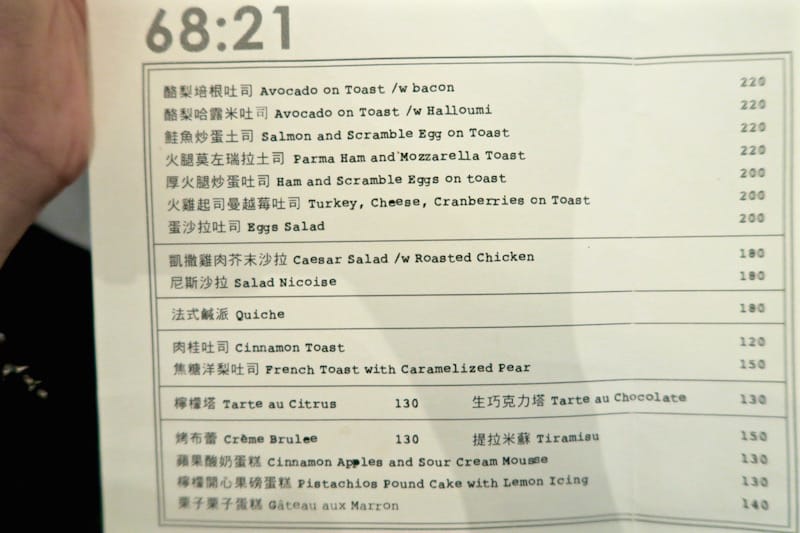 68:21
酪梨培根吐司 Avocado on Toast /w bacon 220
酪梨哈露米吐司 Avocado on Toast /w Halloumi 220
鮭魚炒蛋土司 Salmon and Scramble Egg on Toast 220
火腿莫左瑞拉土司 Parma Ham and Mozzarella Toast 220
厚火腿炒蛋吐司 Ham and Scramble Eggs on toast 200
火雞起司曼越莓吐司 Turkey, Cheese, Cranberries on Toast 200
蛋沙拉吐司 Eggs Salad 200
凱撒雞肉芥末沙拉 Caesar Salad /w Roasted Chicken 180
尼斯沙拉 Salad Nicoise 180
法式鹹派 Quiche 180
肉桂吐司 Cinnamon Toast 120
焦糖洋梨吐司 French Toast with Caramelized Pear 150
檸檬塔 Tarte au Citrus 130 生巧克力塔 Tarte au Chocolate 130
烤布蕾 Crème Brulee 130 提拉米蘇 Tiramisu 150
蘋果酸奶蛋糕 Cinnamon Apples and Sour Cream Mousse 130
檸檬開心果磅蛋糕 Pistachios Pound Cake with Lemon Icing 130
栗子栗子蛋糕 Gâteau aux Marron 140